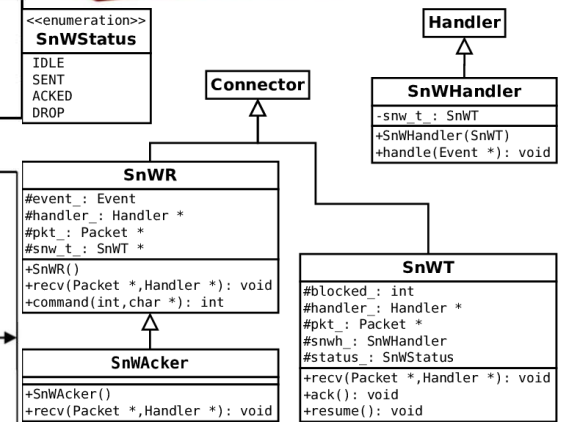 <<enumeration>>
SnWStatus
IDLE
SENT
ACKED
DROP
Connector
Handler
SnWHandler
-snw_t_: SnWT
+SnWHandler(SnWT)
+handle(Event *): void
SnWR
#event_: Event
#handler_: Handler *
#pkt_: Packet *
#snw_t_: SnWT *
+SnWR()
+recv(Packet *,Handler *): void
+command(int,char *): int
SnWAcker
+SnWAcker()
+recv(Packet *,Handler *): void
SnWT
#blocked_: int
#handler_: Handler *
#pkt_: Packet *
#snwh_: SnWHandler
#status_: SnWStatus
+recv(Packet *,Handler *): void
+ack(): void
+resume(): void